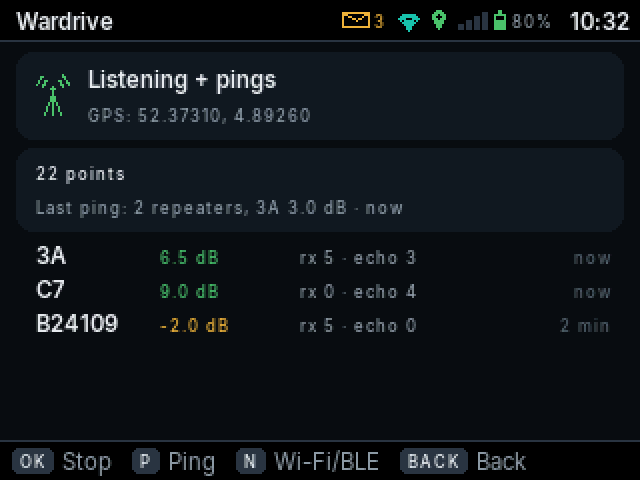 Wardrive 3 80% 10:32
Listening + pings
GPS: 52.37310, 4.89260
22 points
Last ping: 2 repeaters, 3A 3.0 dB · now
3A 6.5 dB rx 5 · echo 3 now
C7 9.0 dB rx 0 · echo 4 now
B24109 -2.0 dB rx 5 · echo 0 2 min
OK Stop P Ping N Wi-Fi/BLE BACK Back